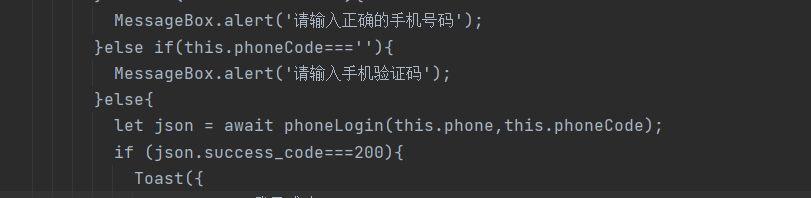 MessageBox.alert('请输入正确的手机号码');
}else if(this.phoneCode===''){
MessageBox.alert('请输入手机验证码');
}else{
let json = await phoneLogin(this.phone,this.phoneCode);
if (json.success_code===200){
Toast({